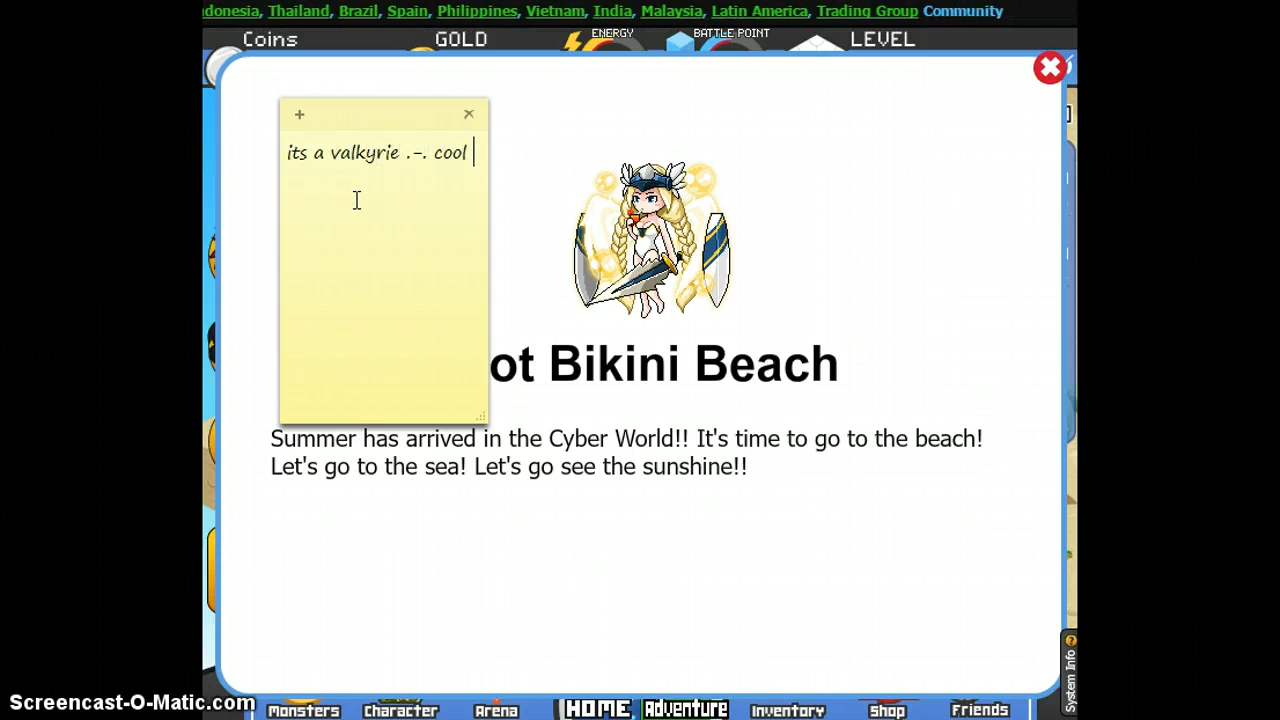 ndonesia, Thailand, Brazil, Spain, Philippines, Vietnam, India, Malaysia, Latin America, Trading Group Community
Coins GOLD ENERGY BATTLE POINT LEVEL
+ ×
its a valkyrie .-. cool
ot Bikini Beach
Summer has arrived in the Cyber World!! It's time to go to the beach!
Let's go to the sea! Let's go see the sunshine!!
System Info
Monsters Character Arena HOME Adventure Inventory Shop Friends
Screencast-O-Matic.com